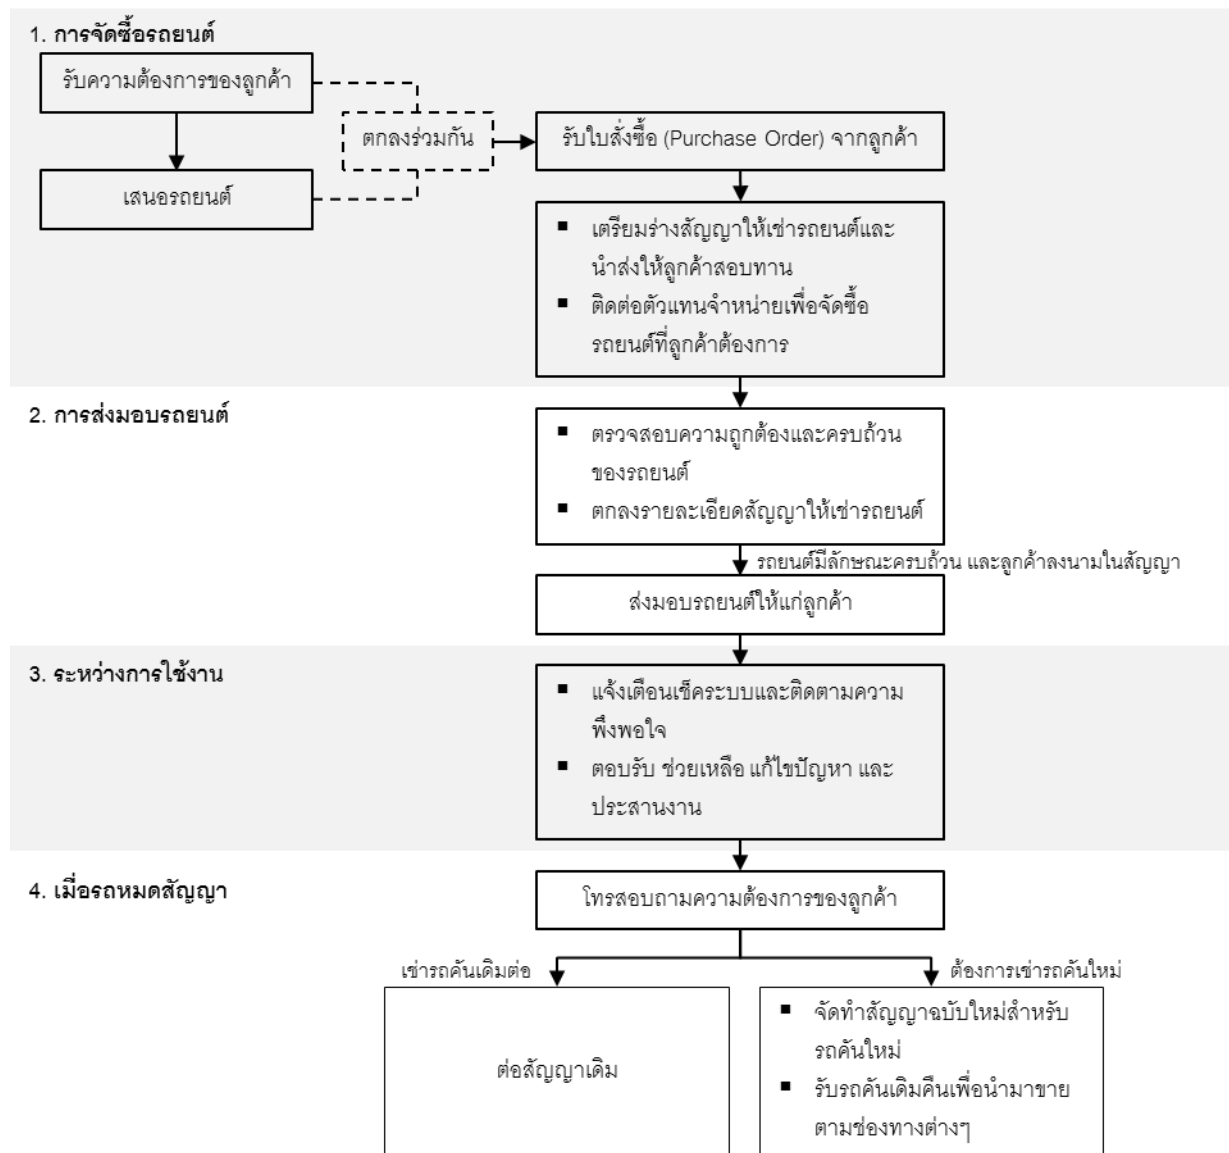 1. การจัดซื้อรถยนต์
รับความต้องการของลูกค้า
ตกลงร่วมกัน
รับใบสั่งซื้อ (Purchase Order) จากลูกค้า
เสนอรถยนต์
▪ เตรียมร่างสัญญาให้เช่ารถยนต์และ
นำส่งให้ลูกค้าสอบทาน
▪ ติดต่อตัวแทนจำหน่ายเพื่อจัดซื้อ
รถยนต์ที่ลูกค้าต้องการ
2. การส่งมอบรถยนต์
▪ ตรวจสอบความถูกต้องและครบถ้วน
ของรถยนต์
▪ ตกลงรายละเอียดสัญญาให้เช่ารถยนต์
รถยนต์มีลักษณะครบถ้วน และลูกค้าลงนามในสัญญา
ส่งมอบรถยนต์ให้แก่ลูกค้า
3. ระหว่างการใช้งาน
▪ แจ้งเตือนเช็คระบบและติดตามความ
พึงพอใจ
▪ ตอบรับ ช่วยเหลือ แก้ไขปัญหา และ
ประสานงาน
4. เมื่อรถหมดสัญญา
โทรสอบถามความต้องการของลูกค้า
เช่ารถคันเดิมต่อ
ต้องการเช่ารถคันใหม่
ต่อสัญญาเดิม
▪ จัดทำสัญญาฉบับใหม่สำหรับ
รถคันใหม่
▪ รับรถคันเดิมคืนเพื่อนำมาขาย
ตามช่องทางต่างๆ